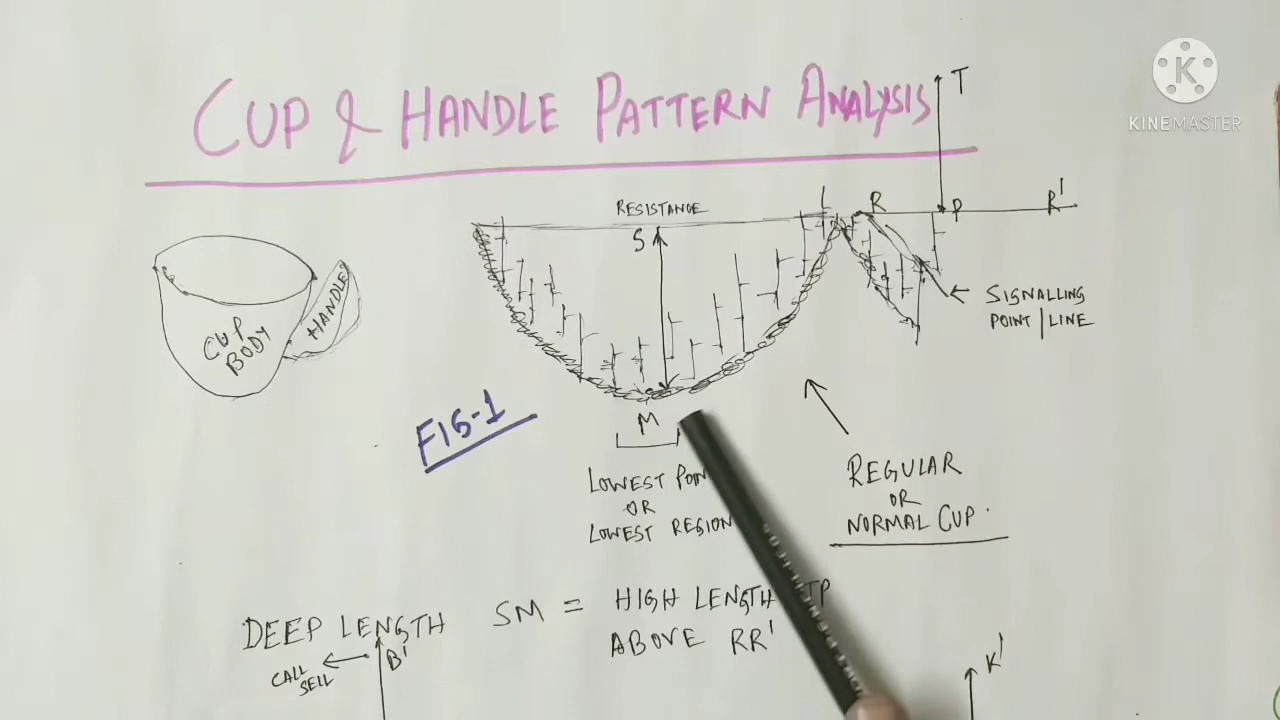 CUP & HANDLE PATTERN ANALYSIS
T
K
KINEMASTER
RESISTANCE
L
R
P
R'
S
CUP
BODY
HANDLE
SIGNALLING
POINT | LINE
M
FIG-1
LOWEST POIN
OR
LOWEST REGION
REGULAR
OR
NORMAL CUP.
DEEP LENGTH SM = HIGH LENGTH TP
ABOVE RR'
B'
CALL
SELL
K'